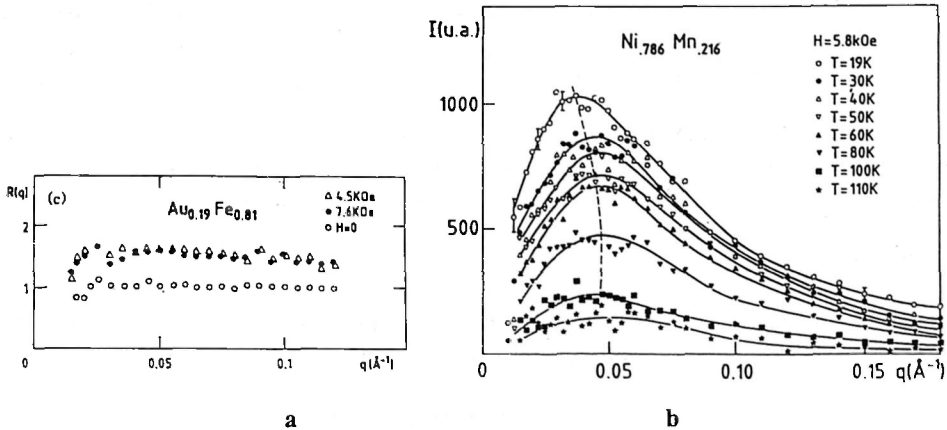 R(q)
(c)
Au0.19 Fe0.81
△ 4.5KOe
● 7.6KOe
○ H=0
2
1
0
0.05
0.1
q(Å⁻¹)
a
I(u.a.)
Ni.786 Mn.216
H=5.8kOe
○ T=19K
● T=30K
△ T=40K
▽ T=50K
▲ T=60K
▼ T=80K
■ T=100K
★ T=110K
1000
500
0
0
0.05
0.10
0.15
q(Å⁻¹)
b